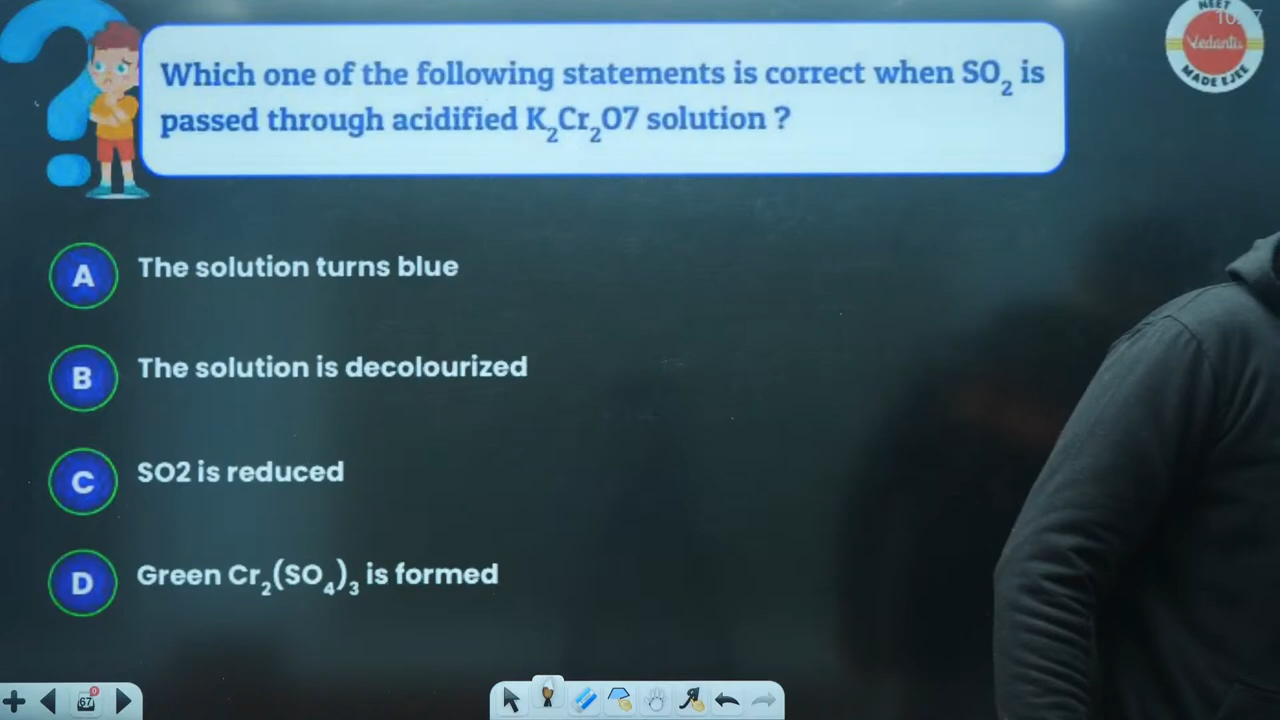 NEET
Vedantu
MADE EJEE
Which one of the following statements is correct when SO₂ is
passed through acidified K₂Cr₂O7 solution ?
A The solution turns blue
B The solution is decolourized
C SO2 is reduced
D Green Cr₂(SO₄)₃ is formed
67